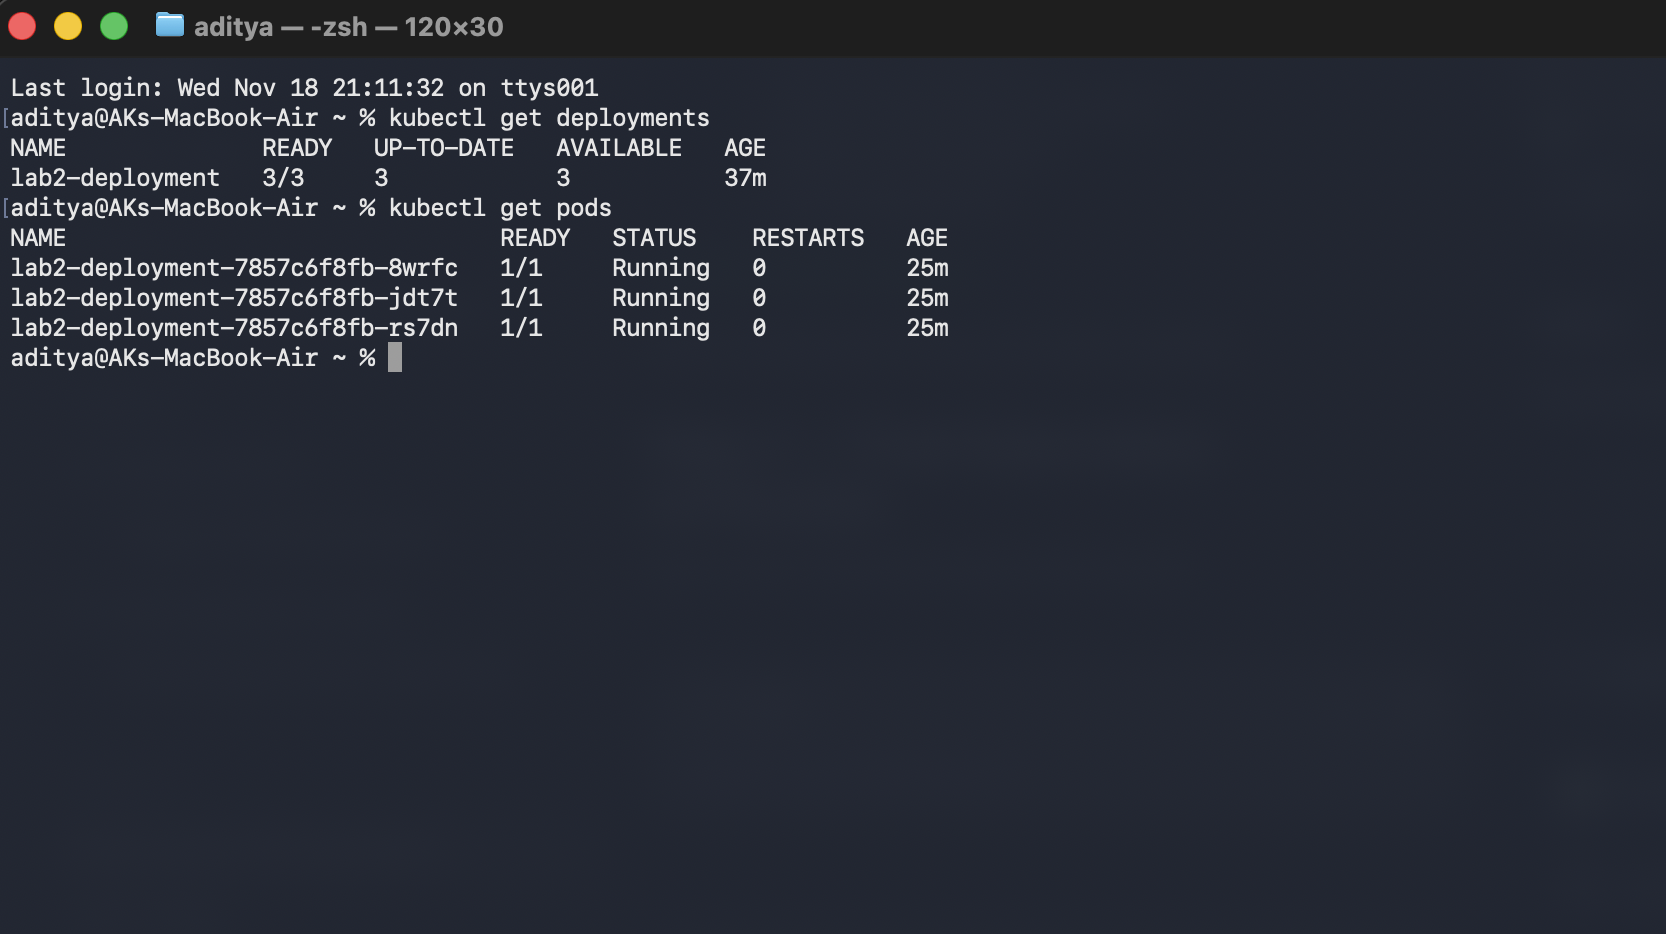 aditya — -zsh — 120×30
Last login: Wed Nov 18 21:11:32 on ttys001
[aditya@AKs-MacBook-Air ~ % kubectl get deployments
NAME              READY   UP-TO-DATE   AVAILABLE   AGE
lab2-deployment   3/3     3            3           37m
[aditya@AKs-MacBook-Air ~ % kubectl get pods
NAME                               READY   STATUS    RESTARTS   AGE
lab2-deployment-7857c6f8fb-8wrfc   1/1     Running   0          25m
lab2-deployment-7857c6f8fb-jdt7t   1/1     Running   0          25m
lab2-deployment-7857c6f8fb-rs7dn   1/1     Running   0          25m
aditya@AKs-MacBook-Air ~ %